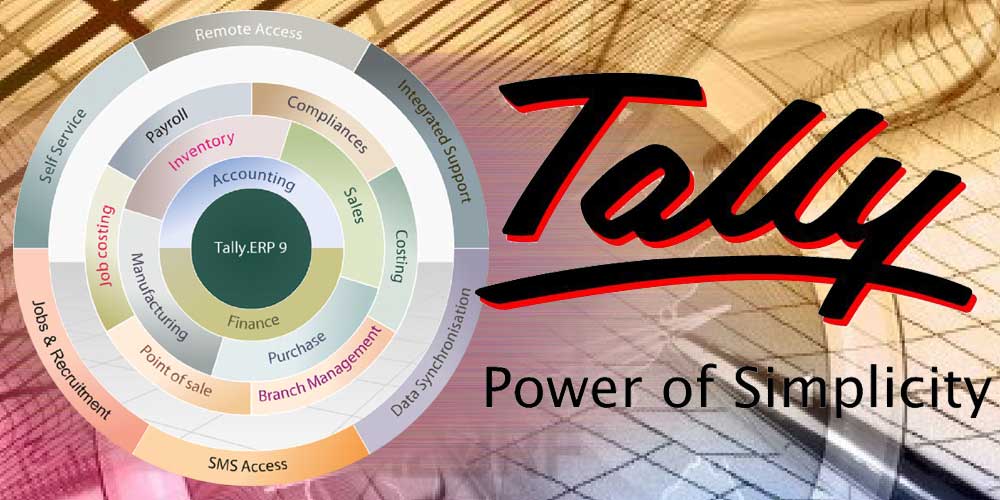 Remote Access
Integrated Support
Data Synchronisation
SMS Access
Jobs & Recruitment
Self Service
Payroll
Compliances
Costing
Branch Management
Point of sale
Job costing
Inventory
Sales
Purchase
Manufacturing
Accounting
Finance
Tally.ERP 9
Tally
Power of Simplicity